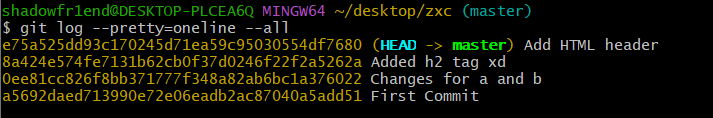 shadowfr1end@DESKTOP-PLCEA6Q MINGW64 ~/desktop/zxc (master)
$ git log --pretty=oneline --all
e75a525dd93c170245d71ea59c95030554df7680 (HEAD -> master) Add HTML header
8a424e574fe7131b62cb0f37d0246f22f2a5262a Added h2 tag xd
0ee81cc826f8bb371777f348a82ab6bc1a376022 Changes for a and b
a5692daed713990e72e06eadb2ac87040a5add51 First Commit